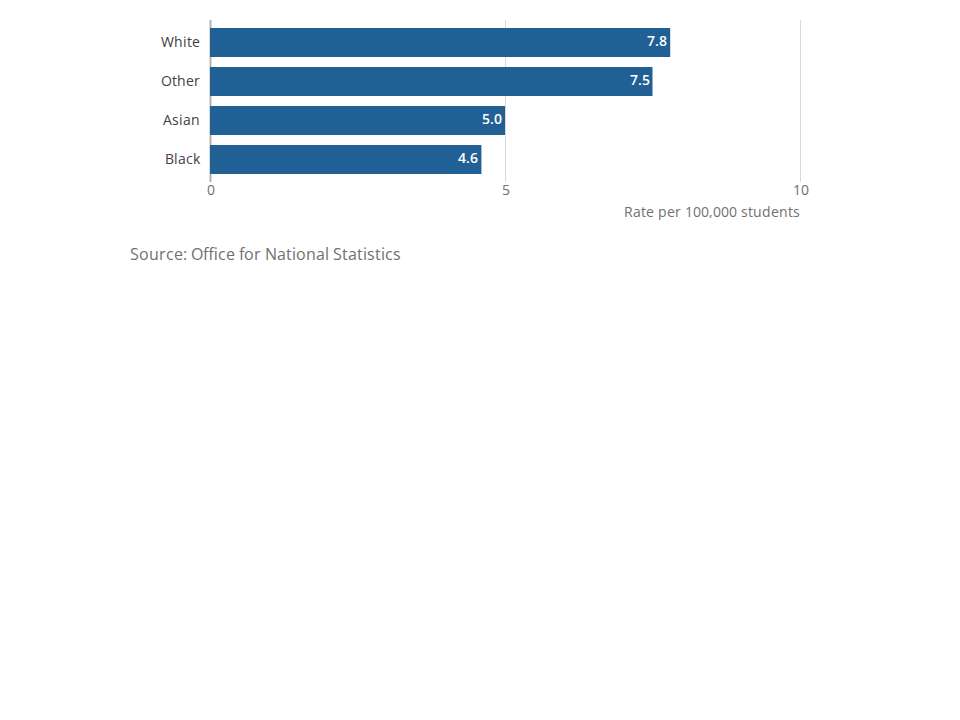 White 7.8
Other 7.5
Asian 5.0
Black 4.6
0 5 10
Rate per 100,000 students
Source: Office for National Statistics